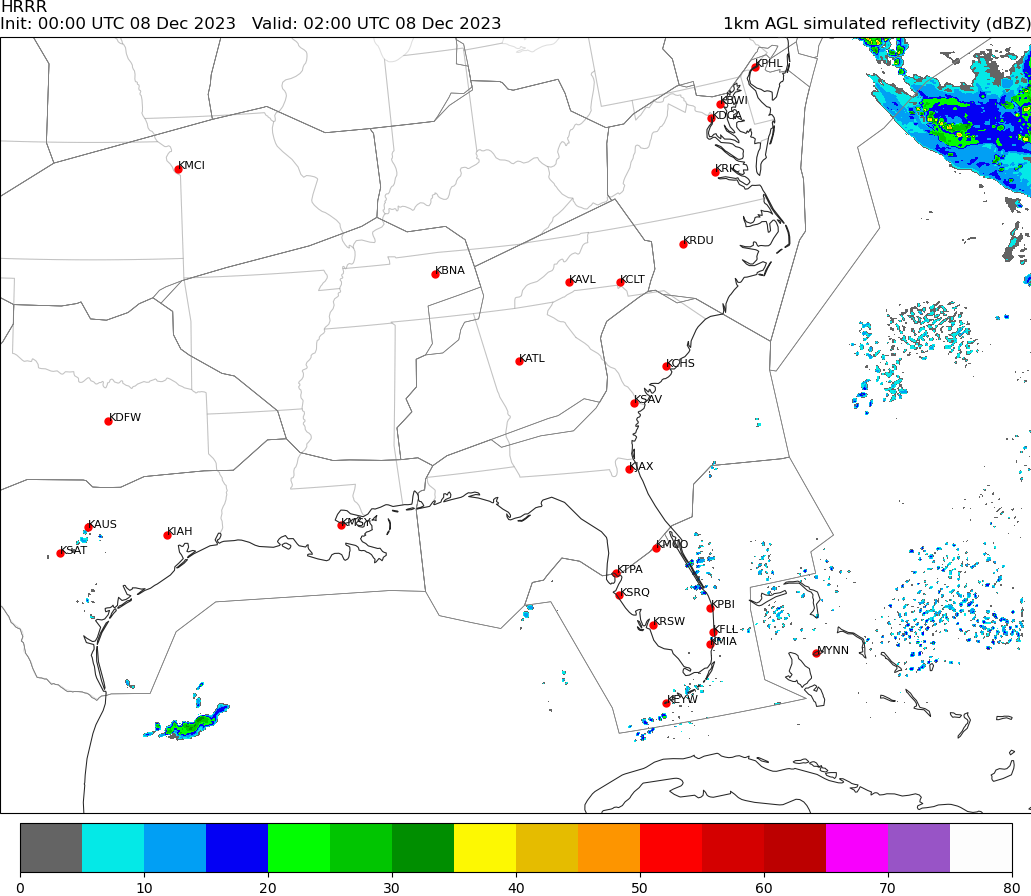 HRRR
Init: 00:00 UTC 08 Dec 2023   Valid: 02:00 UTC 08 Dec 2023   1km AGL simulated reflectivity (dBZ)
KPHL
KBWI
KDCA
KMCI
KRIC
KRDU
KBNA
KAVL
KCLT
KATL
KCHS
KSAV
KDFW
KJAX
KAUS
KMSY
KIAH
KSAT
KMCO
KTPA
KSRQ
KPBI
KRSW
KFLL
KMIA
MYNN
KEYW
0 10 20 30 40 50 60 70 80